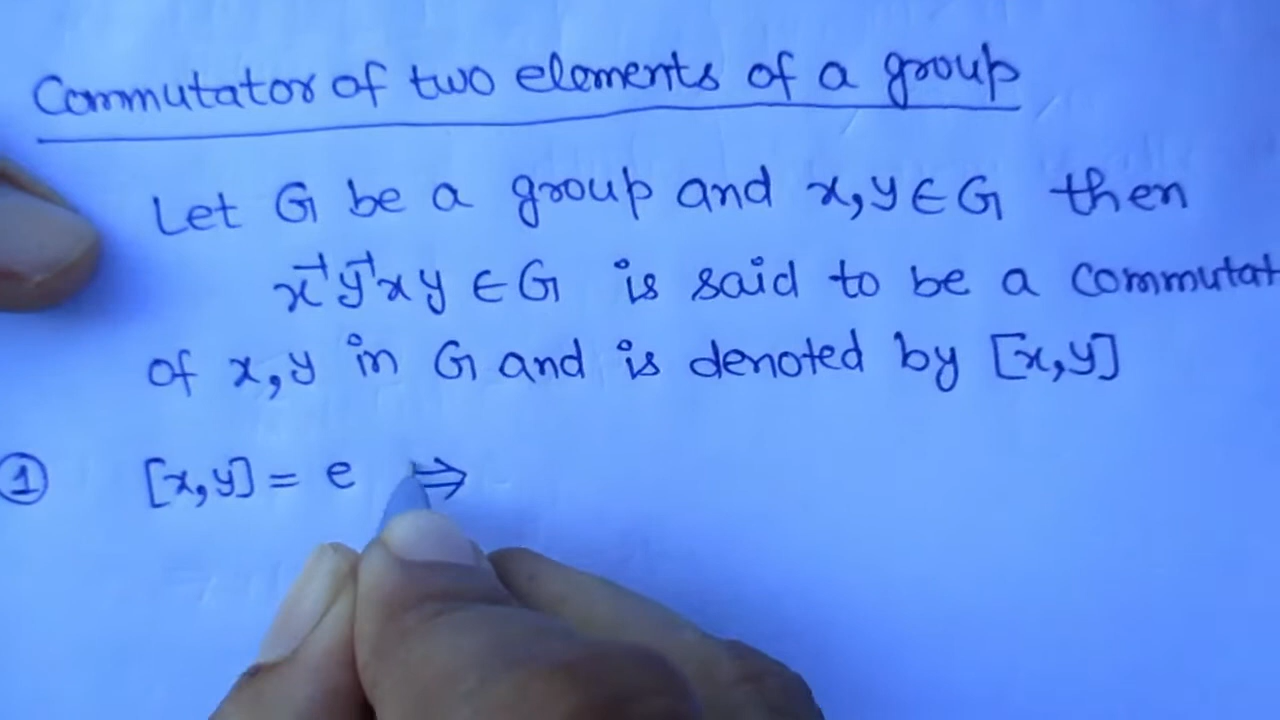 Commutator of two elements of a group
Let G be a group and x, y ∈ G then
x⁻¹y⁻¹xy ∈ G is said to be a commutat
of x, y in G and is denoted by [x, y]
① [x, y] = e ⇒